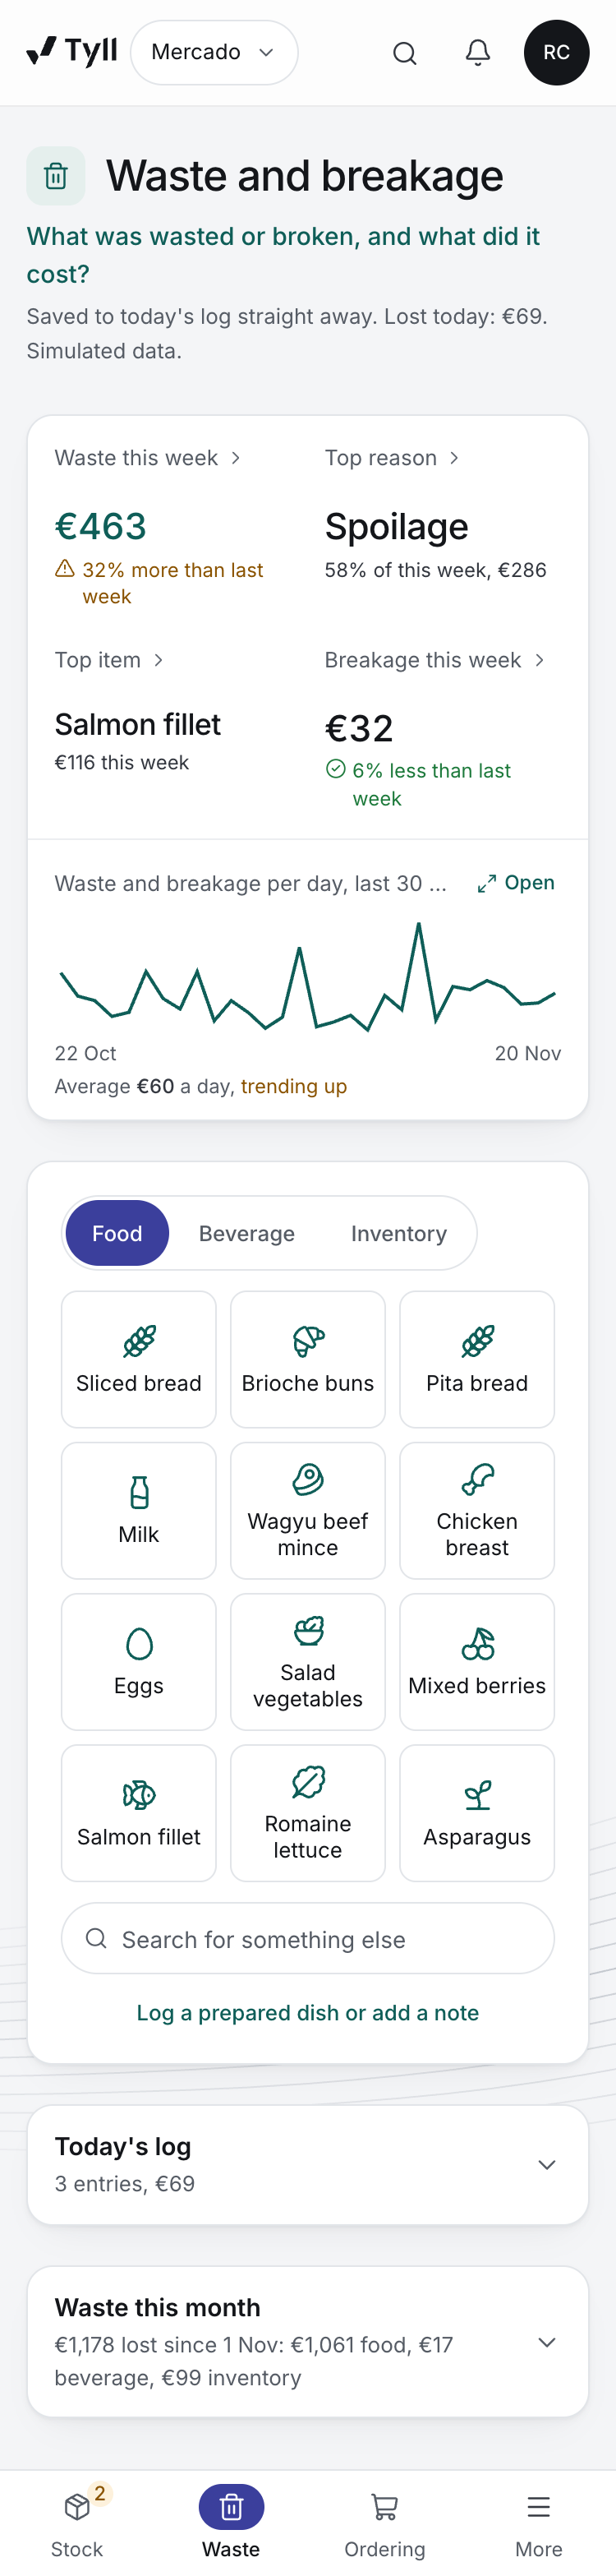 Tyll
Mercado
RC
Waste and breakage
What was wasted or broken, and what did it
cost?
Saved to today's log straight away. Lost today: €69.
Simulated data.
Waste this week
Top reason
€463
Spoilage
32% more than last
week
58% of this week, €286
Top item
Breakage this week
Salmon fillet
€32
€116 this week
6% less than last
week
Waste and breakage per day, last 30 ...
Open
22 Oct
20 Nov
Average €60 a day, trending up
Food
Beverage
Inventory
Sliced bread
Brioche buns
Pita bread
Milk
Wagyu beef
mince
Chicken
breast
Eggs
Salad
vegetables
Mixed berries
Salmon fillet
Romaine
lettuce
Asparagus
Search for something else
Log a prepared dish or add a note
Today's log
3 entries, €69
Waste this month
€1,178 lost since 1 Nov: €1,061 food, €17
beverage, €99 inventory
2
Stock
Waste
Ordering
More